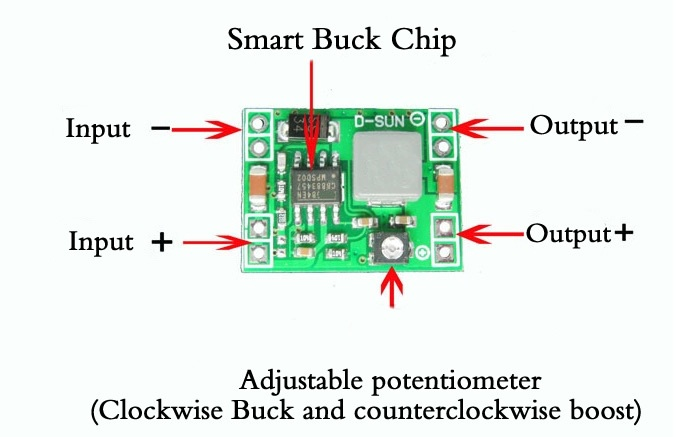 Smart Buck Chip
Input −
Output −
D-SUN
Input +
Output+
Adjustable potentiometer
(Clockwise Buck and counterclockwise boost)